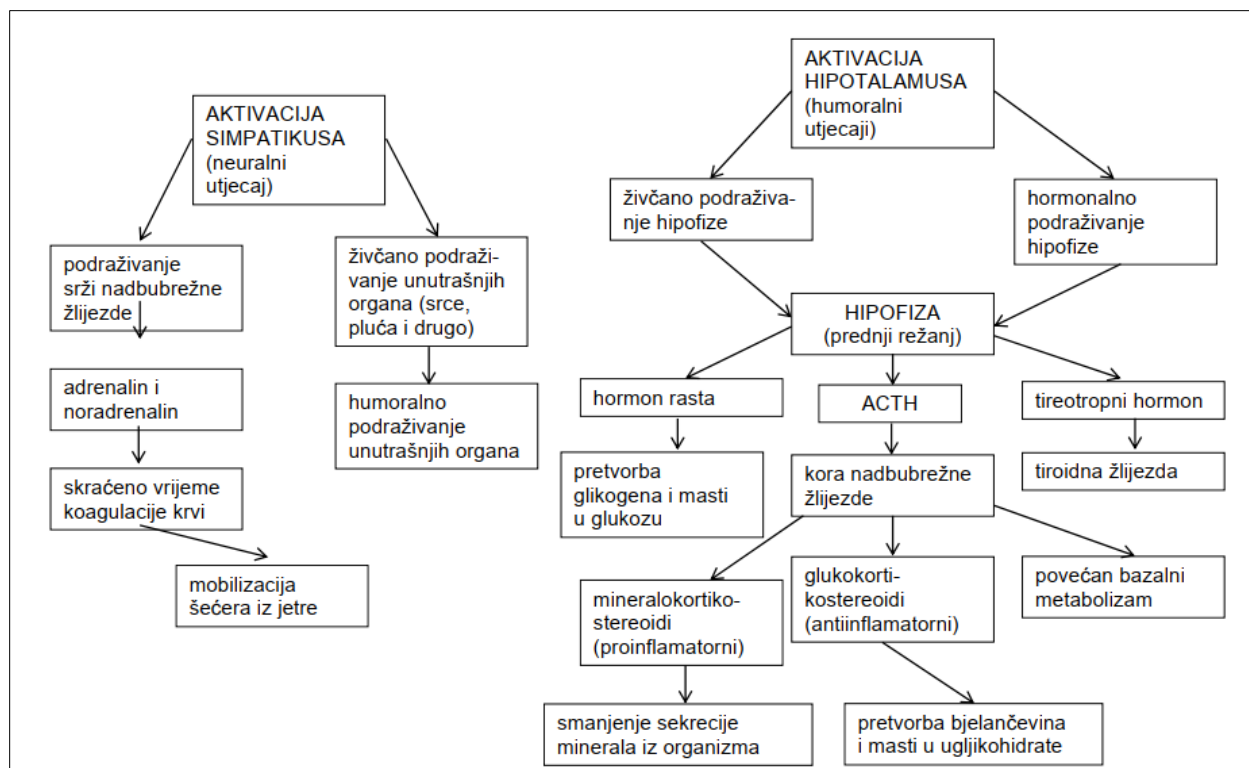 AKTIVACIJA
SIMPATIKUSA
(neuralni
utjecaj)
podraživanje
srži nadbubrežne
žlijezde
živčano podraži-
vanje unutrašnjih
organa (srce,
pluća i drugo)
adrenalin i
noradrenalin
humoralno
podraživanje
unutrašnjih organa
skraćeno vrijeme
koagulacije krvi
mobilizacija
šećera iz jetre
AKTIVACIJA
HIPOTALAMUSA
(humoralni
utjecaji)
živčano podraživa-
nje hipofize
hormonalno
podraživanje
hipofize
HIPOFIZA
(prednji režanj)
hormon rasta
ACTH
tireotropni hormon
pretvorba
glikogena i masti
u glukozu
kora nadbubrežne
žlijezde
tiroidna žlijezda
mineralokortiko-
stereoidi
(proinflamatorni)
glukokorti-
kostereoidi
(antiinflamatorni)
povećan bazalni
metabolizam
smanjenje sekrecije
minerala iz organizma
pretvorba bjelančevina
i masti u ugljikohidrate